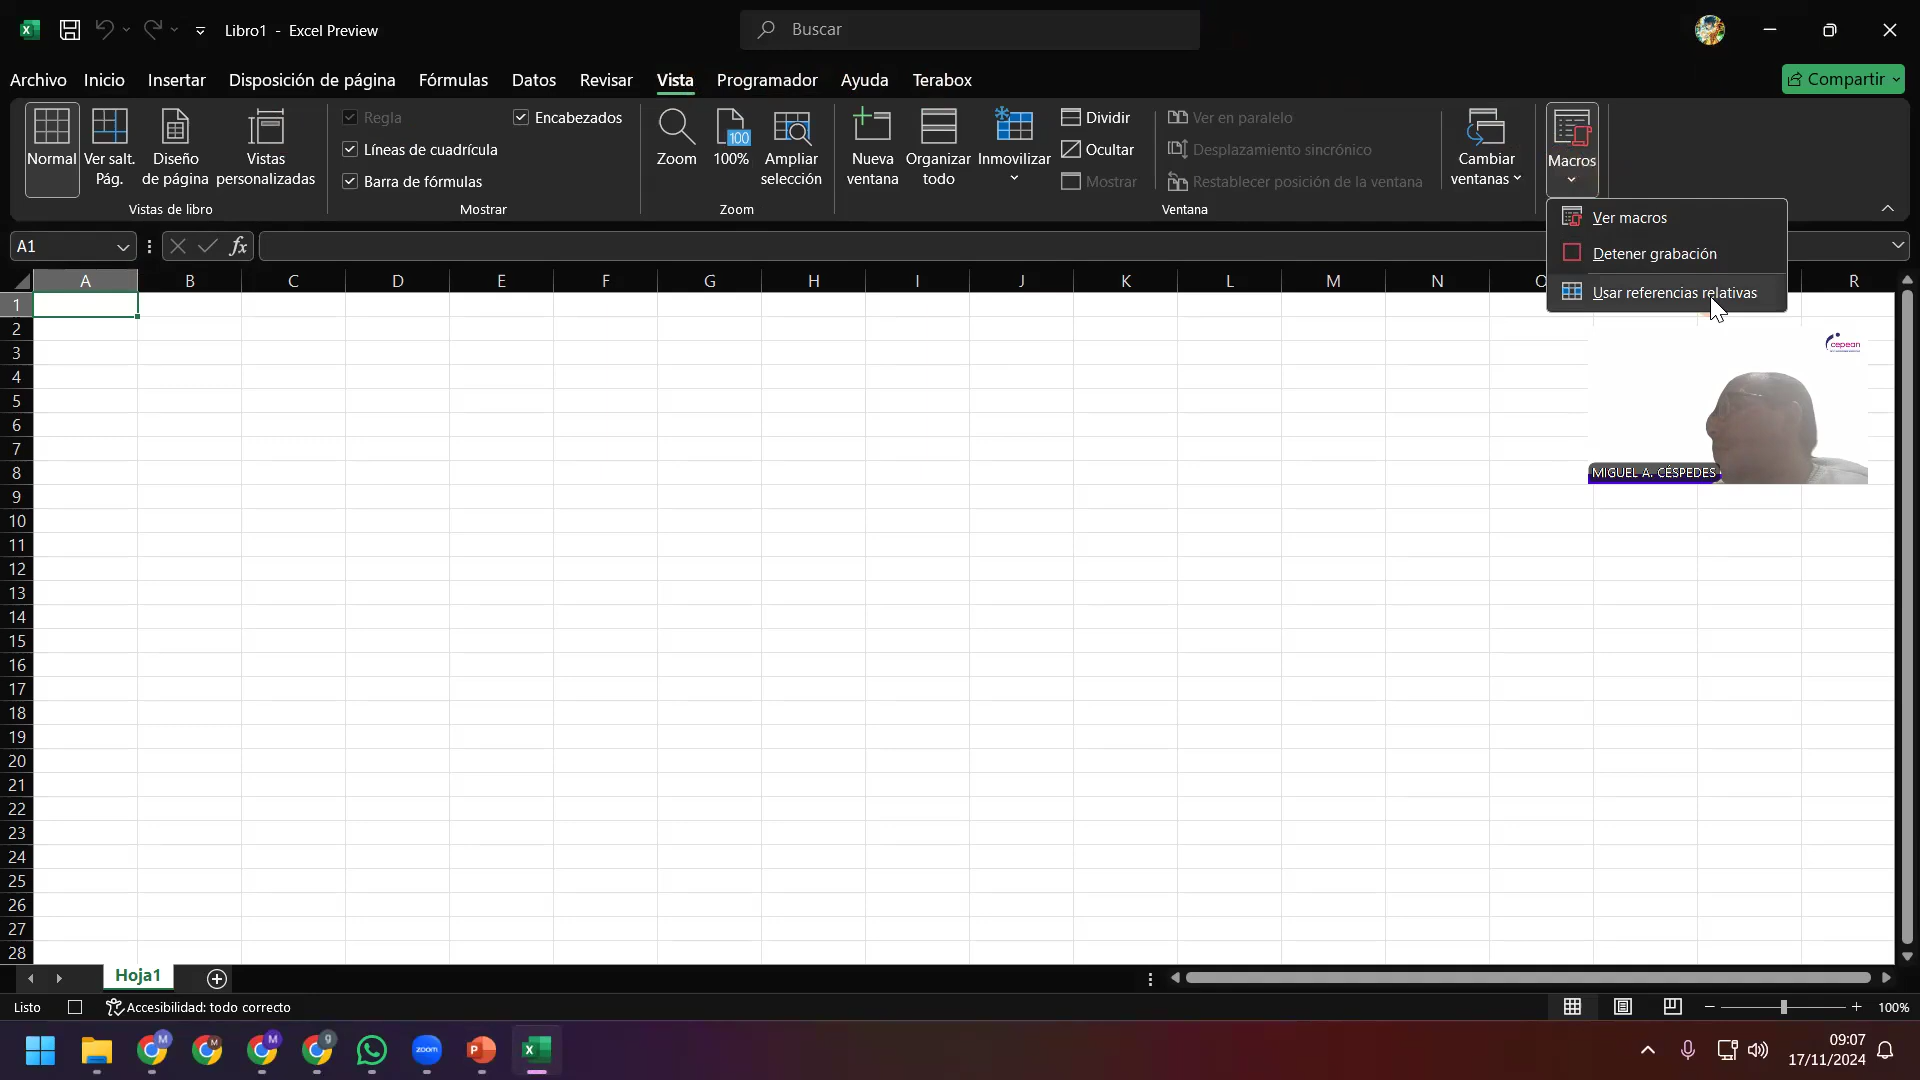 Libro1 - Excel Preview
Buscar
Archivo Inicio Insertar Disposición de página Fórmulas Datos Revisar Vista Programador Ayuda Terabox
Compartir
Normal
Ver salt. Pág.
Diseño de página
Vistas personalizadas
Vistas de libro
Regla
Encabezados
Líneas de cuadrícula
Barra de fórmulas
Mostrar
Zoom
100
100%
Ampliar selección
Zoom
Nueva ventana
Organizar todo
Inmovilizar
Dividir
Ocultar
Mostrar
Ver en paralelo
Desplazamiento sincrónico
Restablecer posición de la ventana
Cambiar ventanas
Ventana
Macros
Ver macros
Detener grabación
Usar referencias relativas
A1
fx
A B C D E F G H I J K L M N O R
1
2
3
4
5
6
7
8
9
10
11
12
13
14
15
16
17
18
19
20
21
22
23
24
25
26
27
28
cepean
MIGUEL A. CÉSPEDES
Hoja1
Listo
Accesibilidad: todo correcto
100%
M M M 9 zoom P X
09:07
17/11/2024